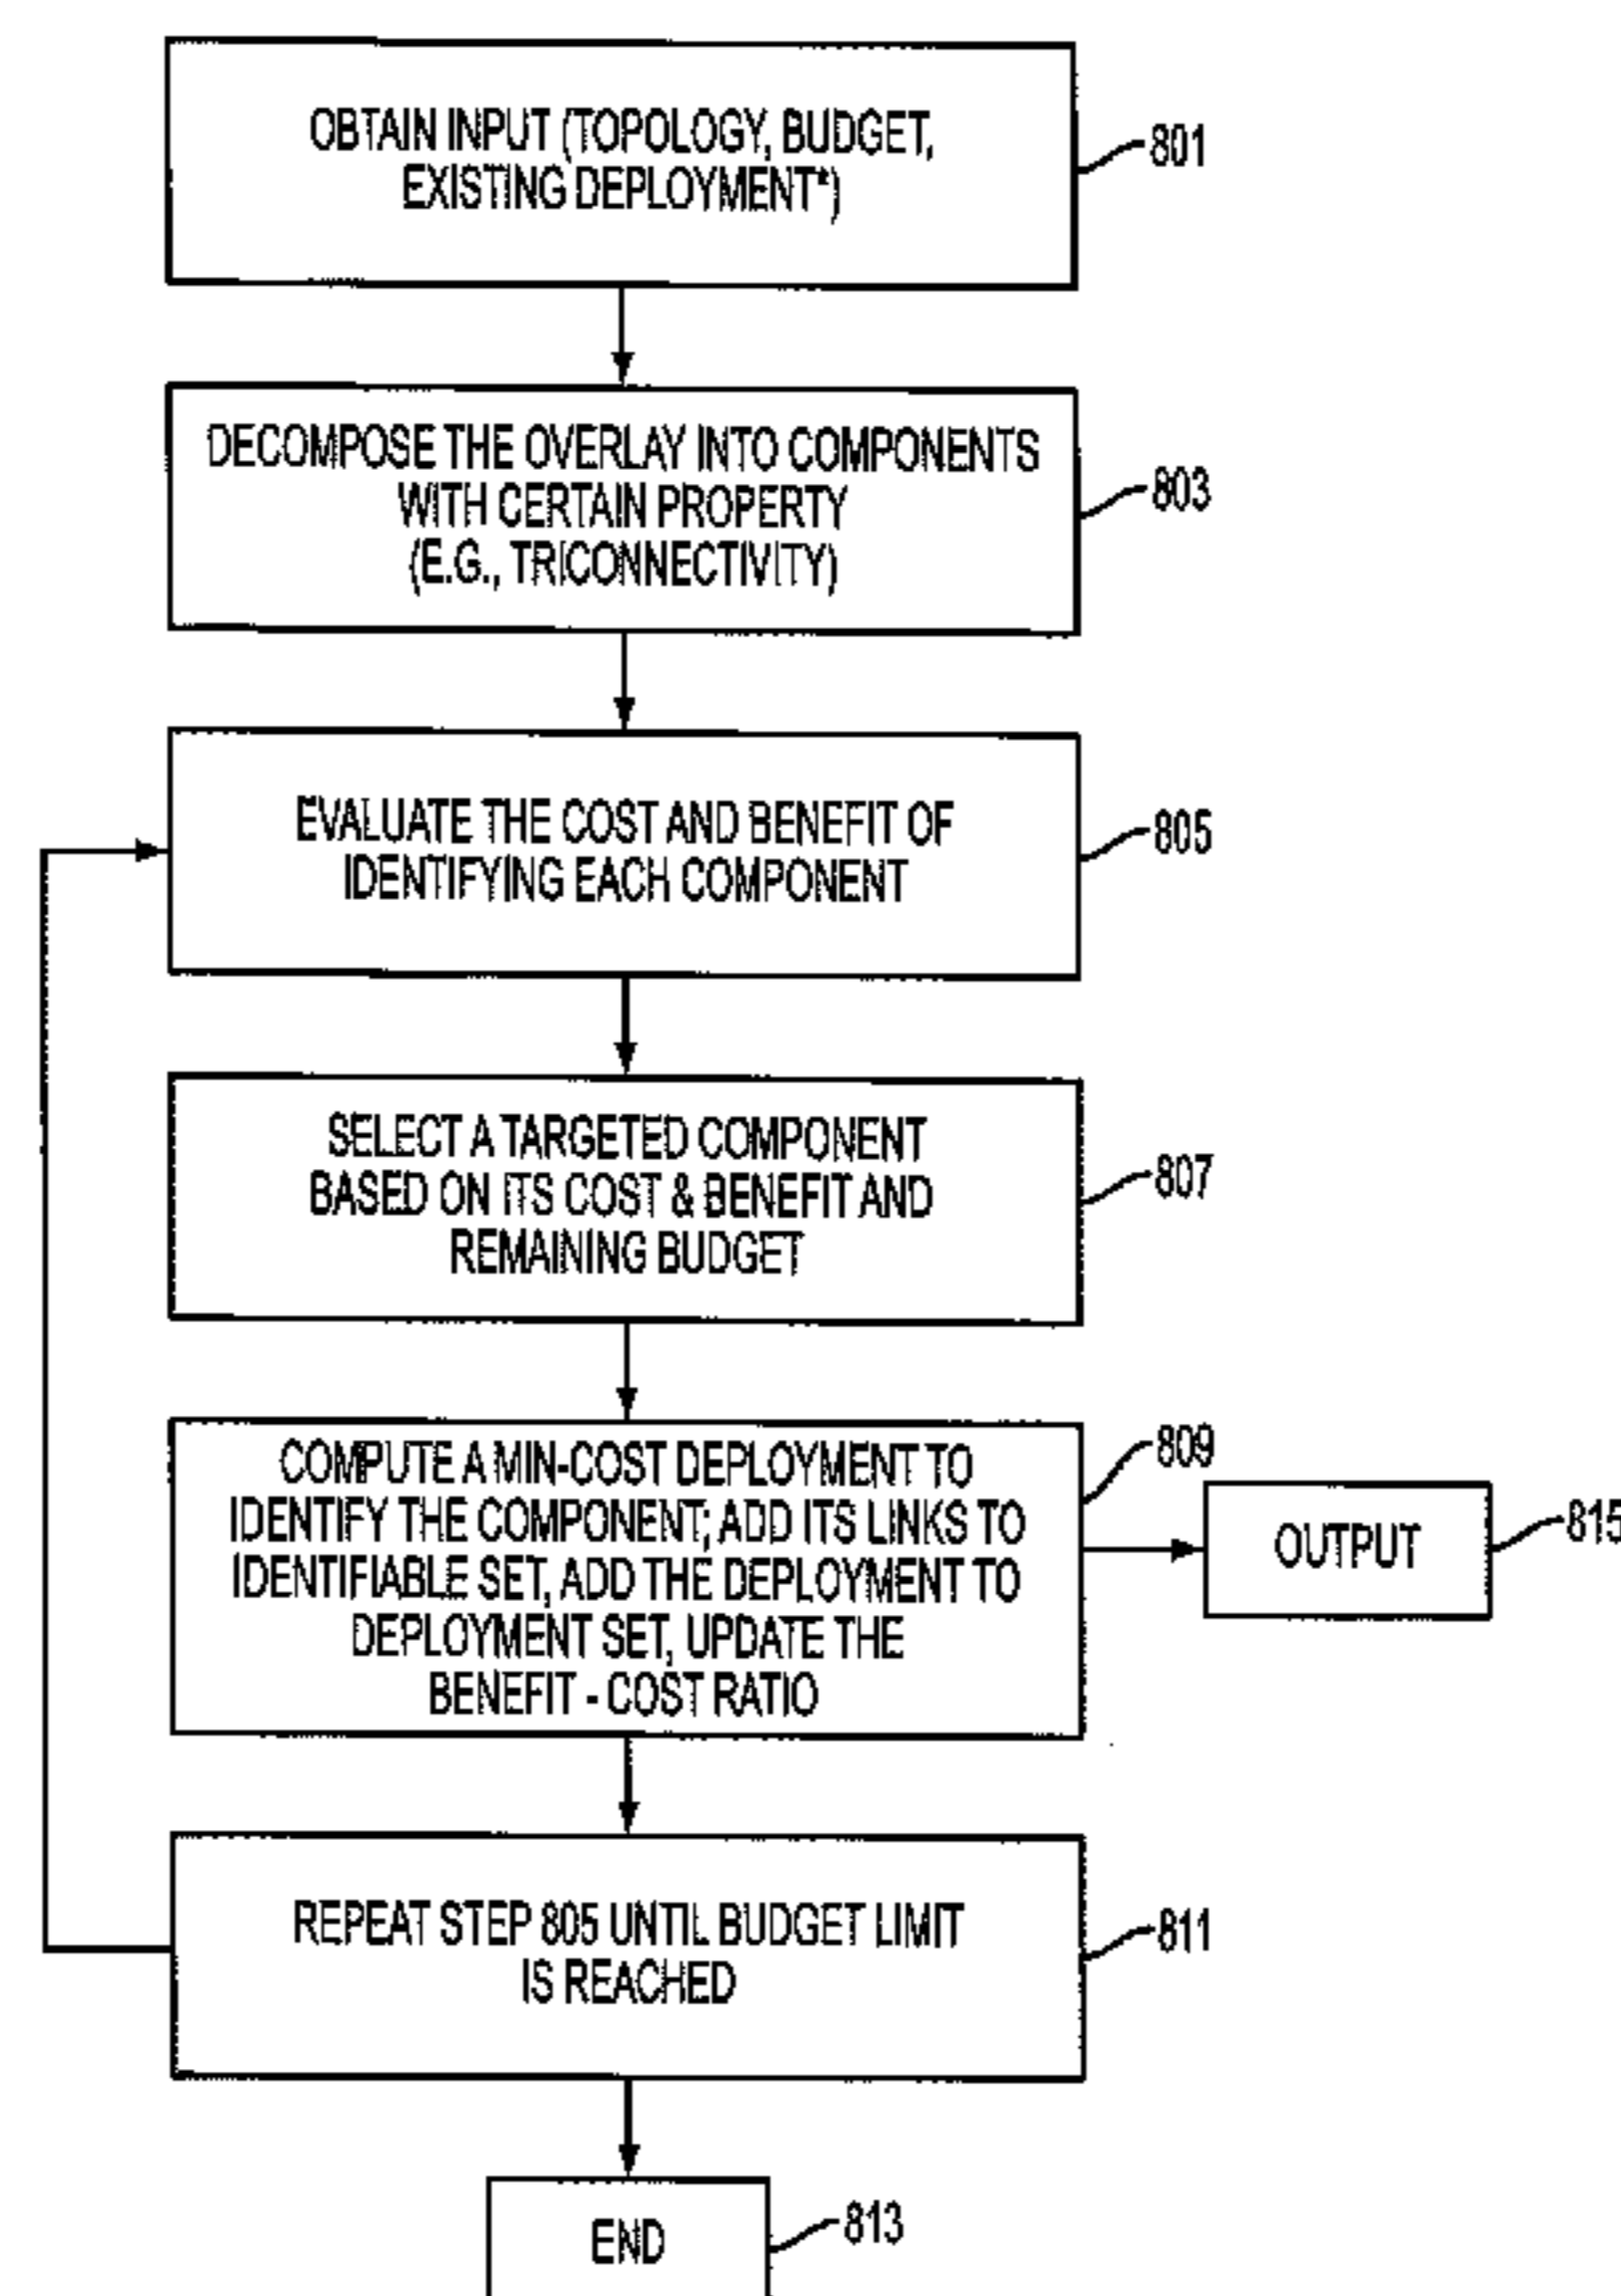 OBTAIN INPUT (TOPOLOGY, BUDGET,
EXISTING DEPLOYMENT*)
801
DECOMPOSE THE OVERLAY INTO COMPONENTS
WITH CERTAIN PROPERTY
(E.G., TRICONNECTIVITY)
803
EVALUATE THE COST AND BENEFIT OF
IDENTIFYING EACH COMPONENT
805
SELECT A TARGETED COMPONENT
BASED ON ITS COST & BENEFIT AND
REMAINING BUDGET
807
COMPUTE A MIN-COST DEPLOYMENT TO
IDENTIFY THE COMPONENT; ADD ITS LINKS TO
IDENTIFIABLE SET, ADD THE DEPLOYMENT TO
DEPLOYMENT SET, UPDATE THE
BENEFIT - COST RATIO
809
OUTPUT
815
REPEAT STEP 805 UNTIL BUDGET LIMIT
IS REACHED
811
END
813